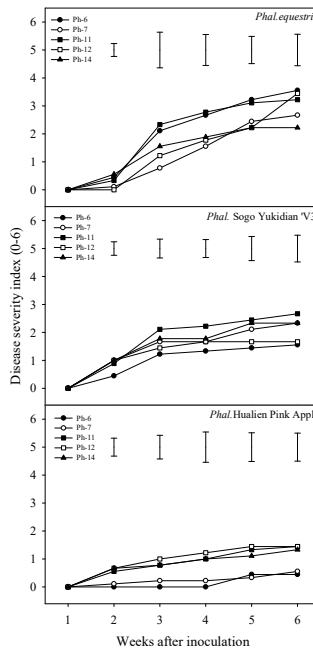 Phal.equestris
Ph-6
Ph-7
Ph-11
Ph-12
Ph-14
6
5
4
3
2
1
0
Phal. Sogo Yukidian 'V3
Ph-6
Ph-7
Ph-11
Ph-12
Ph-14
6
5
4
3
2
1
0
Disease severity index (0-6)
Phal.Hualien Pink Appl
Ph-6
Ph-7
Ph-11
Ph-12
Ph-14
6
5
4
3
2
1
0
1 2 3 4 5 6
Weeks after inoculation